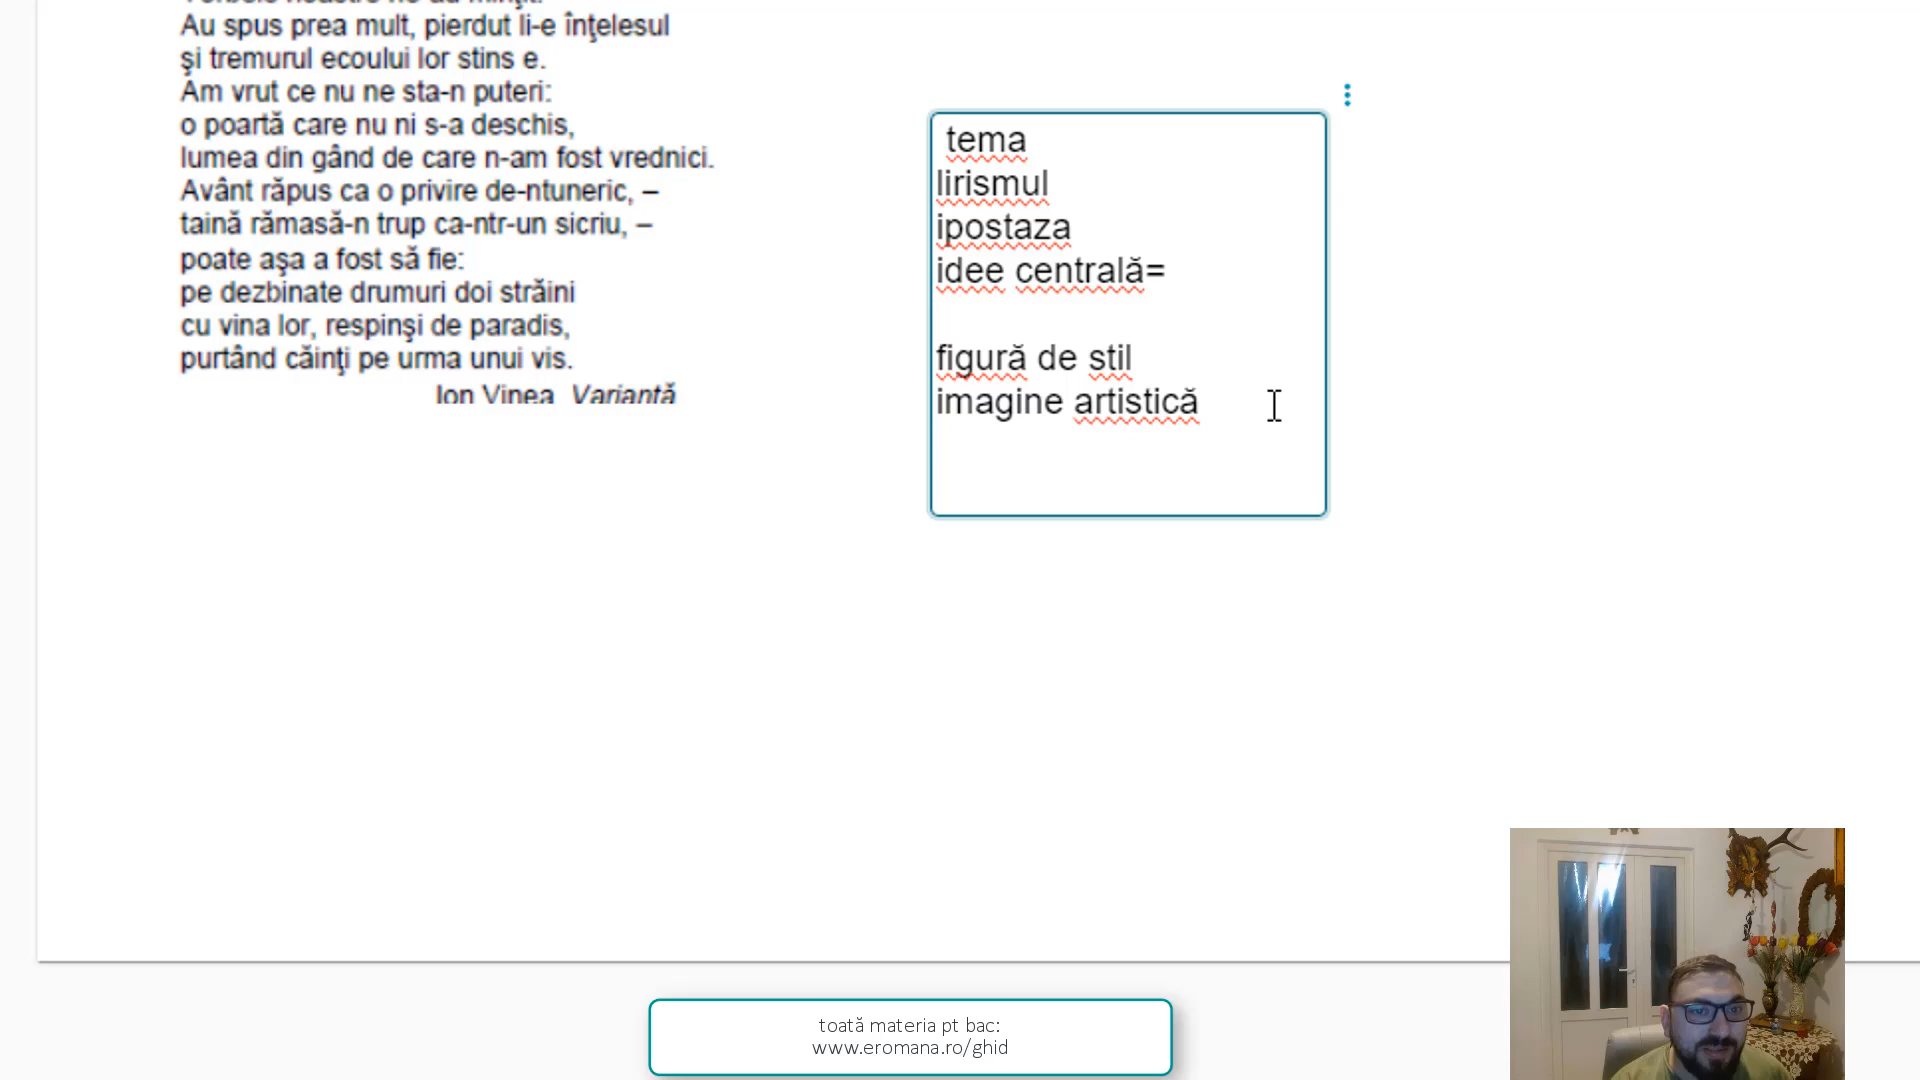 Au spus prea mult, pierdut li-e înţelesul
şi tremurul ecoului lor stins e.
Am vrut ce nu ne sta-n puteri:
o poartă care nu ni s-a deschis,
lumea din gând de care n-am fost vrednici.
Avânt răpus ca o privire de-ntuneric, –
taină rămasă-n trup ca-ntr-un sicriu, –
poate aşa a fost să fie:
pe dezbinate drumuri doi străini
cu vina lor, respinşi de paradis,
purtând căinţi pe urma unui vis.
Ion Vinea Variantă
tema
lirismul
ipostaza
idee centrală=
figură de stil
imagine artistică
toată materia pt bac:
www.eromana.ro/ghid